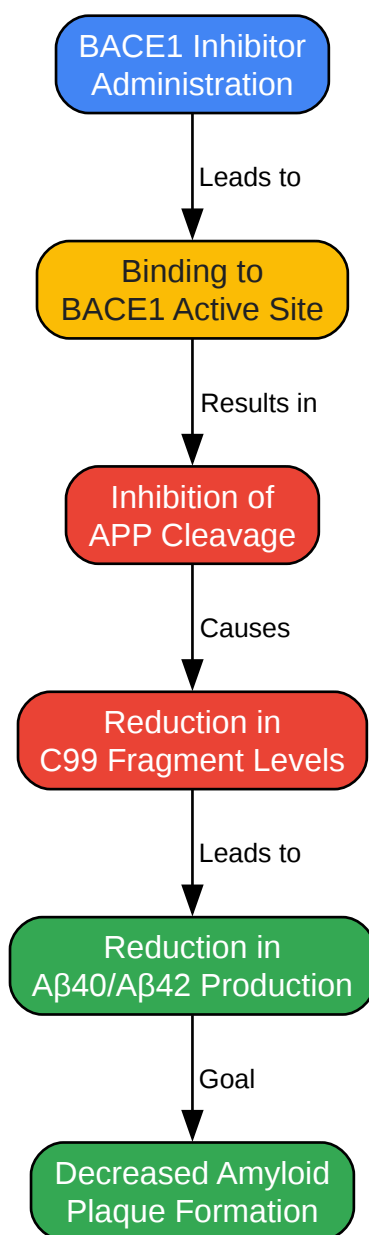 BACE1 Inhibitor
Administration
Leads to
Binding to
BACE1 Active Site
Results in
Inhibition of
APP Cleavage
Causes
Reduction in
C99 Fragment Levels
Leads to
Reduction in
Aβ40/Aβ42 Production
Goal
Decreased Amyloid
Plaque Formation